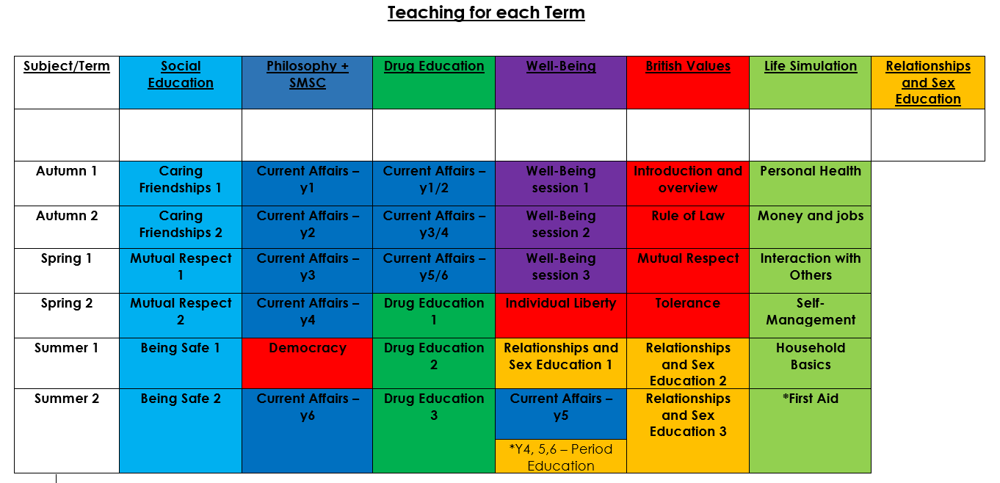 Teaching for each Term
Subject/Term
Social
Education
Philosophy +
SMSC
Drug Education
Well-Being
British Values
Life Simulation
Relationships
and Sex
Education
Autumn 1
Caring
Friendships 1
Current Affairs –
y1
Current Affairs –
y1/2
Well-Being
session 1
Introduction and
overview
Personal Health
Autumn 2
Caring
Friendships 2
Current Affairs –
y2
Current Affairs –
y3/4
Well-Being
session 2
Rule of Law
Money and jobs
Spring 1
Mutual Respect
1
Current Affairs –
y3
Current Affairs –
y5/6
Well-Being
session 3
Mutual Respect
Interaction with
Others
Spring 2
Mutual Respect
2
Current Affairs –
y4
Drug Education
1
Individual Liberty
Tolerance
Self-
Management
Summer 1
Being Safe 1
Democracy
Drug Education
2
Relationships and
Sex Education 1
Relationships
and Sex
Education 2
Household
Basics
Summer 2
Being Safe 2
Current Affairs –
y6
Drug Education
3
Current Affairs –
y5
*Y4, 5,6 – Period
Education
Relationships
and Sex
Education 3
*First Aid